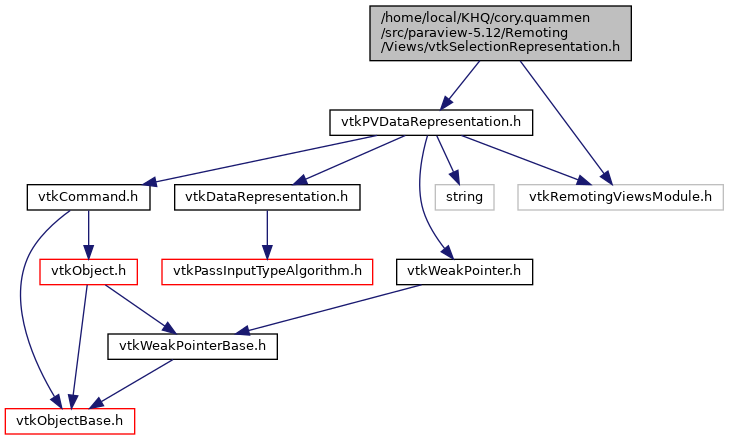 /home/local/KHQ/cory.quammen
/src/paraview-5.12/Remoting
/Views/vtkSelectionRepresentation.h
vtkPVDataRepresentation.h
vtkCommand.h
vtkDataRepresentation.h
string
vtkRemotingViewsModule.h
vtkObject.h
vtkPassInputTypeAlgorithm.h
vtkWeakPointer.h
vtkWeakPointerBase.h
vtkObjectBase.h